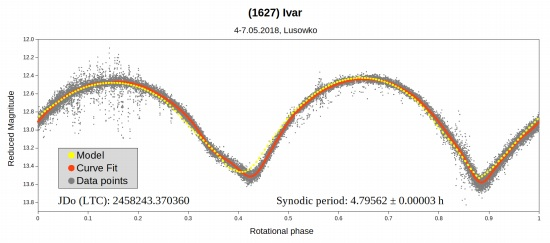 (1627) Ivar
4-7.05.2018, Lusowko
Reduced Magnitude
12.0
12.2
12.4
12.6
12.8
13.0
13.2
13.4
13.6
13.8
Model
Curve Fit
Data points
JDo (LTC): 2458243.370360
Synodic period: 4.79562 ± 0.00003 h
0 0.1 0.2 0.3 0.4 0.5 0.6 0.7 0.8 0.9 1
Rotational phase